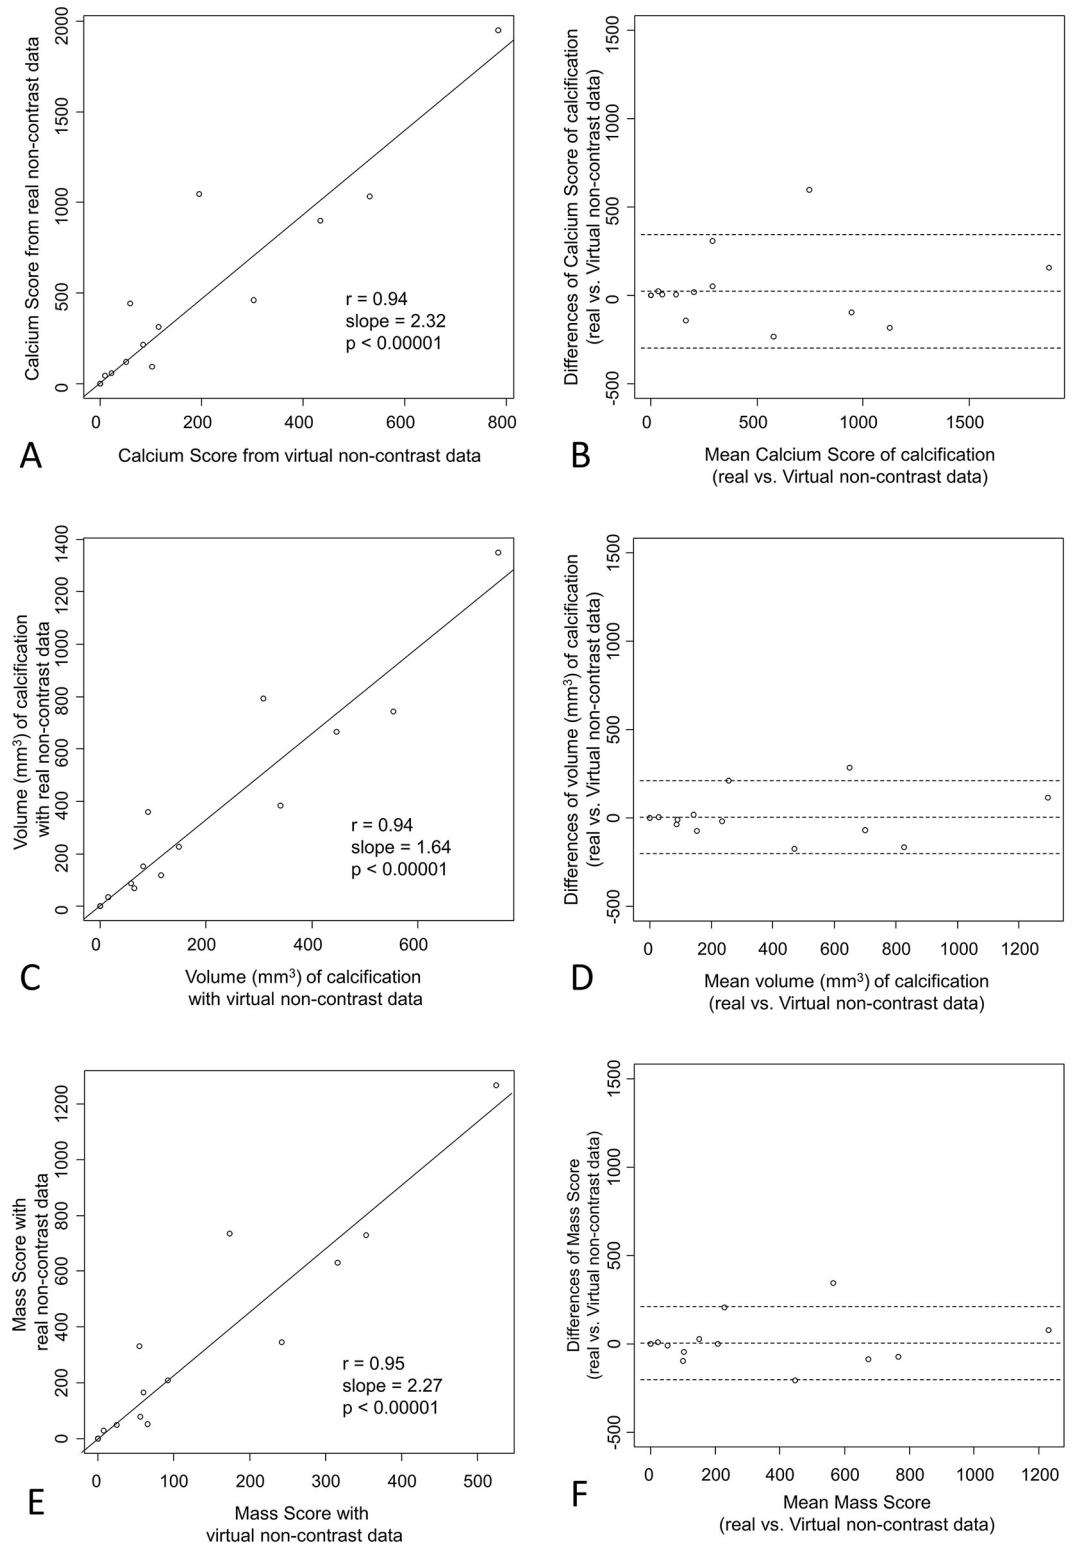 Calcium Score from real non-contrast data
0 500 1000 1500 2000
r = 0.94
slope = 2.32
p < 0.00001
0 200 400 600 800
Calcium Score from virtual non-contrast data
A
Differences of Calcium Score of calcification
(real vs. Virtual non-contrast data)
-500 0 500 1000 1500
0 500 1000 1500
Mean Calcium Score of calcification
(real vs. Virtual non-contrast data)
B
Volume (mm³) of calcification
with real non-contrast data
0 200 400 600 800 1000 1200 1400
r = 0.94
slope = 1.64
p < 0.00001
0 200 400 600
Volume (mm³) of calcification
with virtual non-contrast data
C
Differences of volume (mm³) of calcification
(real vs. Virtual non-contrast data)
-500 0 500 1000 1500
0 200 400 600 800 1000 1200
Mean volume (mm³) of calcification
(real vs. Virtual non-contrast data)
D
Mass Score with
real non-contrast data
0 200 400 600 800 1000 1200
r = 0.95
slope = 2.27
p < 0.00001
0 100 200 300 400 500
Mass Score with
virtual non-contrast data
E
Differences of Mass Score
(real vs. Virtual non-contrast data)
-500 0 500 1000 1500
0 200 400 600 800 1000 1200
Mean Mass Score
(real vs. Virtual non-contrast data)
F